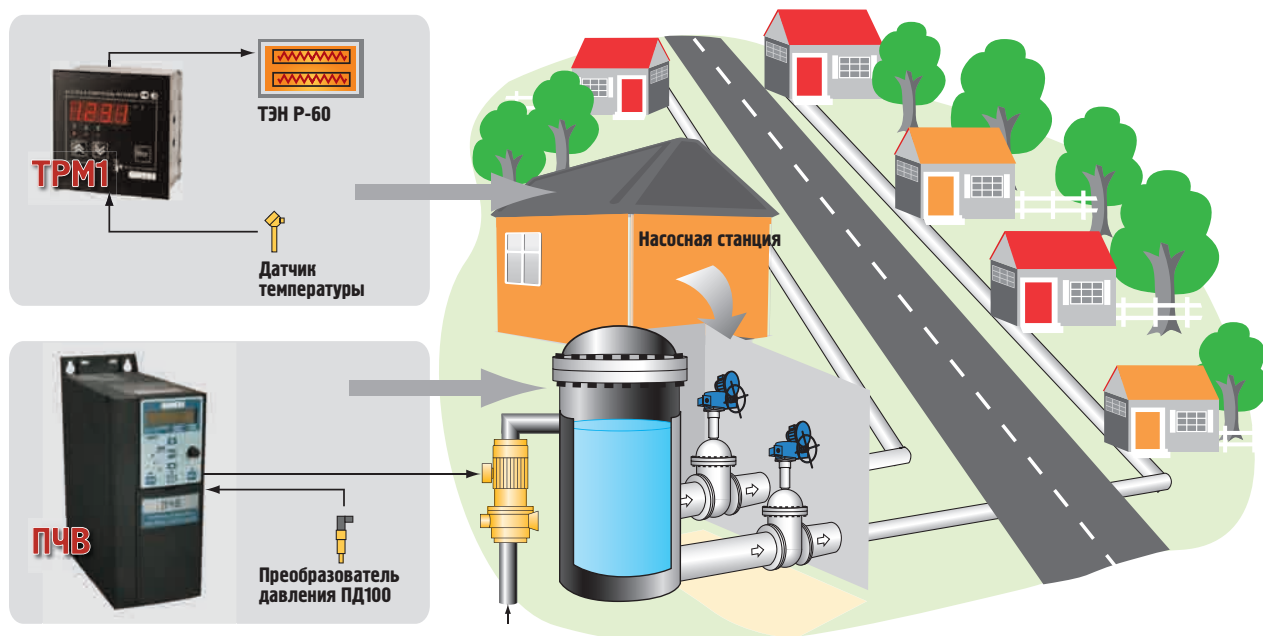 ТЭН Р-60
ТРМ1
Датчик
температуры
Насосная станция
ПЧВ
Преобразователь
давления ПД100